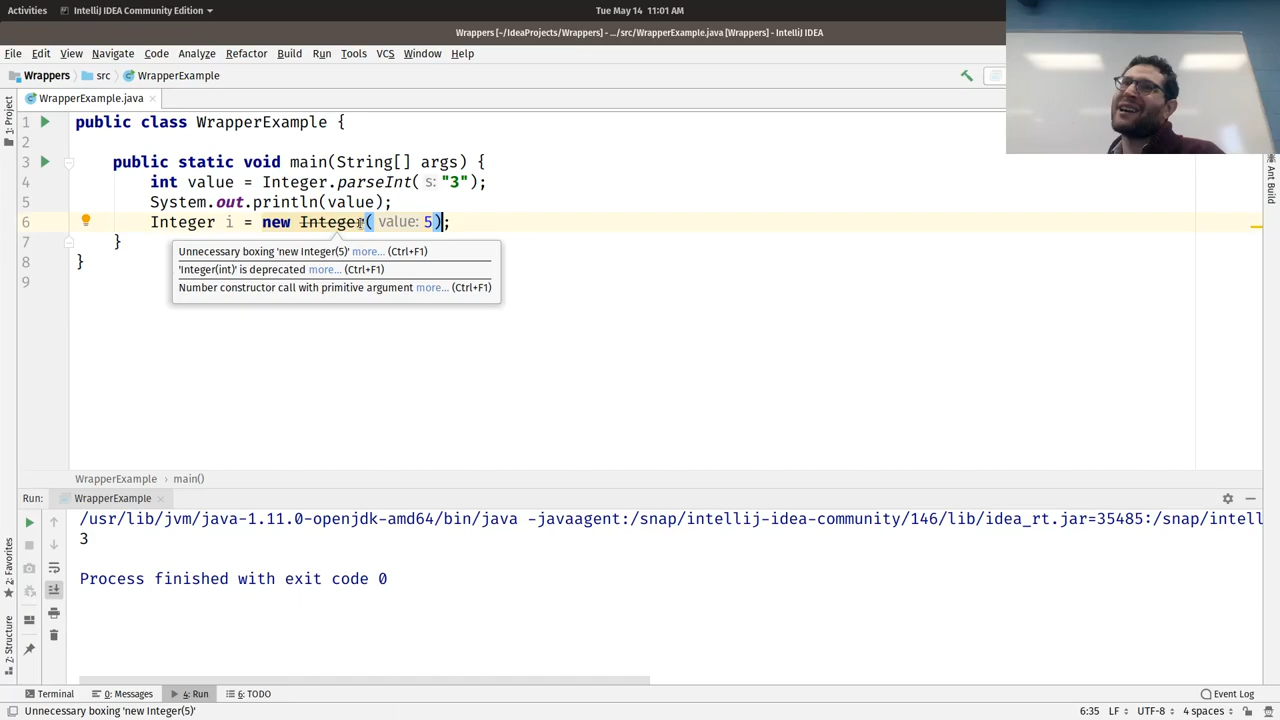 Activities IntelliJ IDEA Community Edition Tue May 14 11:01 AM
Wrappers [~/IdeaProjects/Wrappers] - .../src/WrapperExample.java [Wrappers] - IntelliJ IDEA
File Edit View Navigate Code Analyze Refactor Build Run Tools VCS Window Help
Wrappers src WrapperExample
WrapperExample.java
1: Project
Ant Build
1 public class WrapperExample {
2
3 public static void main(String[] args) {
4 int value = Integer.parseInt( s: "3");
5 System.out.println(value);
6 Integer i = new Integer( value: 5);
7 }
8 }
9
Unnecessary boxing 'new Integer(5)' more... (Ctrl+F1)
'Integer(int)' is deprecated more... (Ctrl+F1)
Number constructor call with primitive argument more... (Ctrl+F1)
WrapperExample › main()
Run: WrapperExample
/usr/lib/jvm/java-1.11.0-openjdk-amd64/bin/java -javaagent:/snap/intellij-idea-community/146/lib/idea_rt.jar=35485:/snap/intell
3
Process finished with exit code 0
2: Favorites
7: Structure
Terminal 0: Messages 4: Run 6: TODO Event Log
Unnecessary boxing 'new Integer(5)' 6:35 LF UTF-8 4 spaces